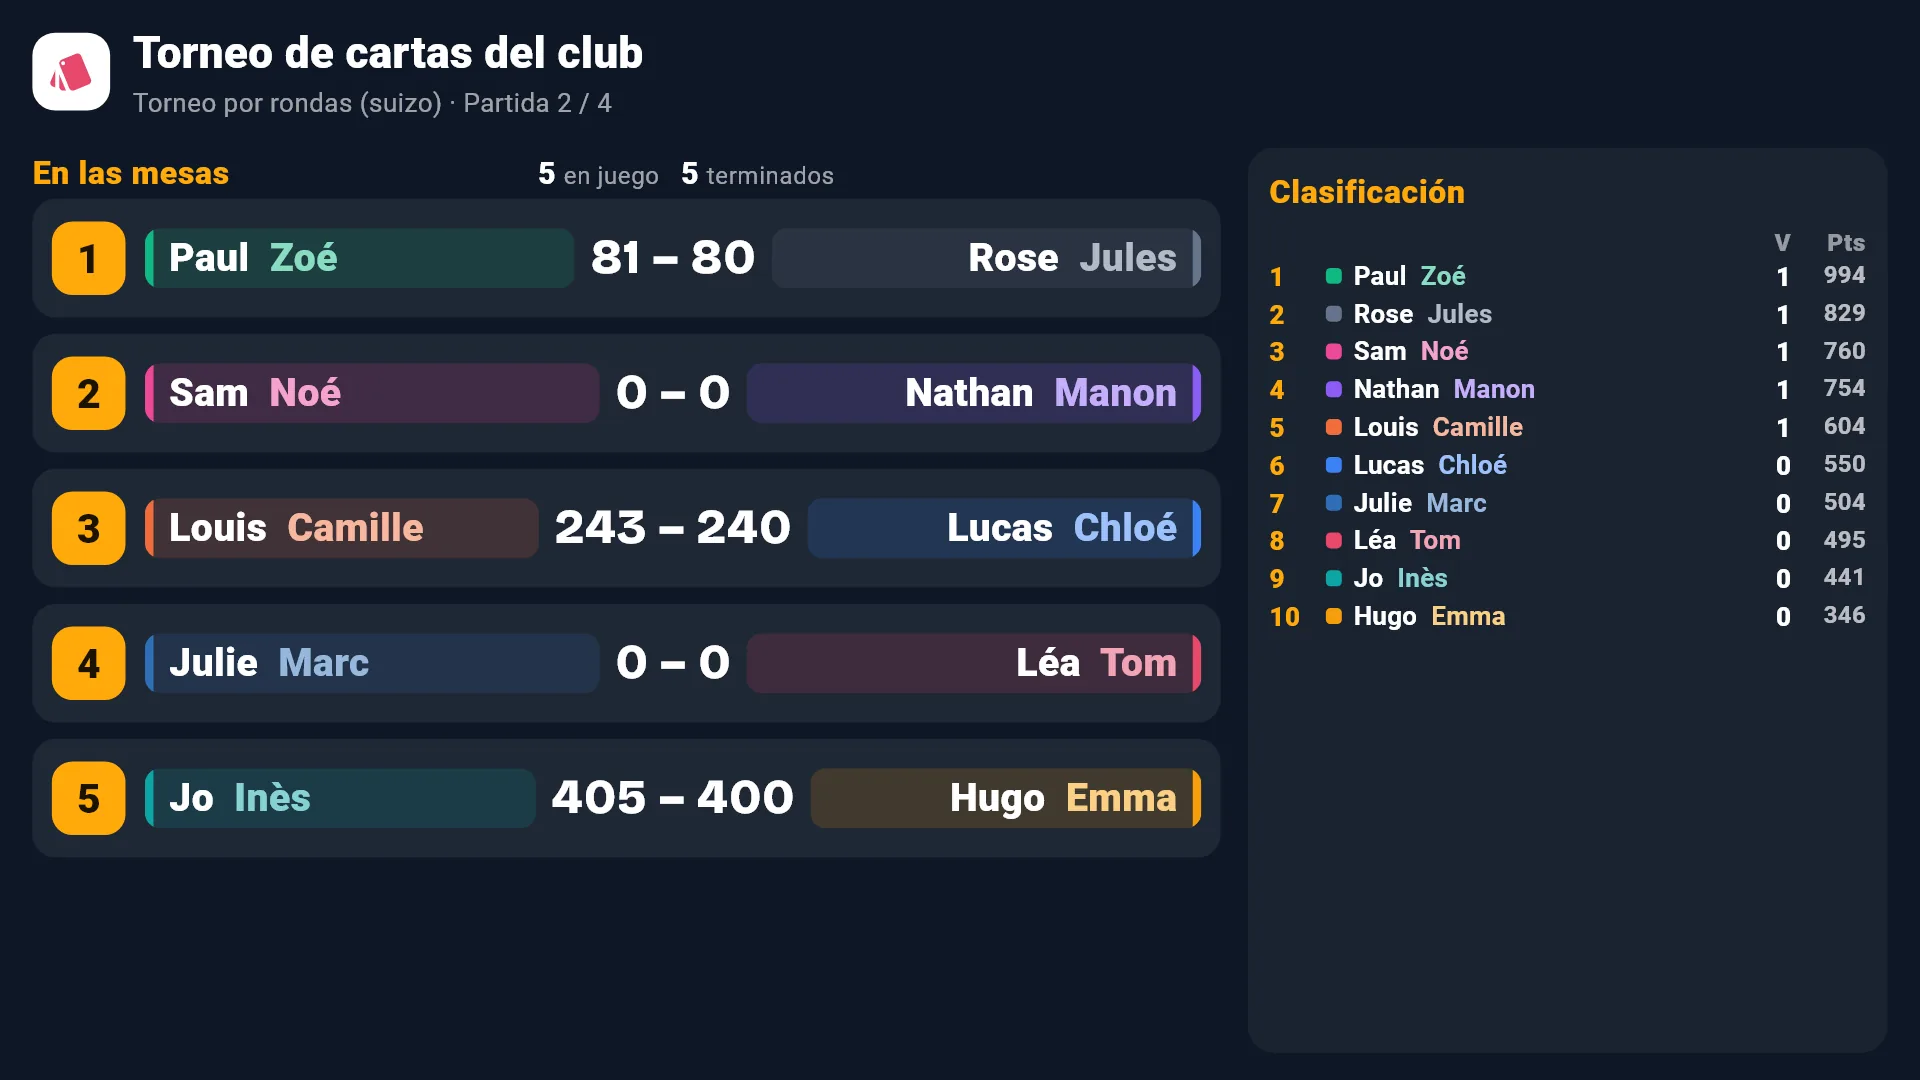 Torneo de cartas del club
Torneo por rondas (suizo) · Partida 2 / 4
En las mesas 5 en juego 5 terminados
1 Paul Zoé 81 – 80 Rose Jules
2 Sam Noé 0 – 0 Nathan Manon
3 Louis Camille 243 – 240 Lucas Chloé
4 Julie Marc 0 – 0 Léa Tom
5 Jo Inès 405 – 400 Hugo Emma
Clasificación
V Pts
1 Paul Zoé 1 994
2 Rose Jules 1 829
3 Sam Noé 1 760
4 Nathan Manon 1 754
5 Louis Camille 1 604
6 Lucas Chloé 0 550
7 Julie Marc 0 504
8 Léa Tom 0 495
9 Jo Inès 0 441
10 Hugo Emma 0 346